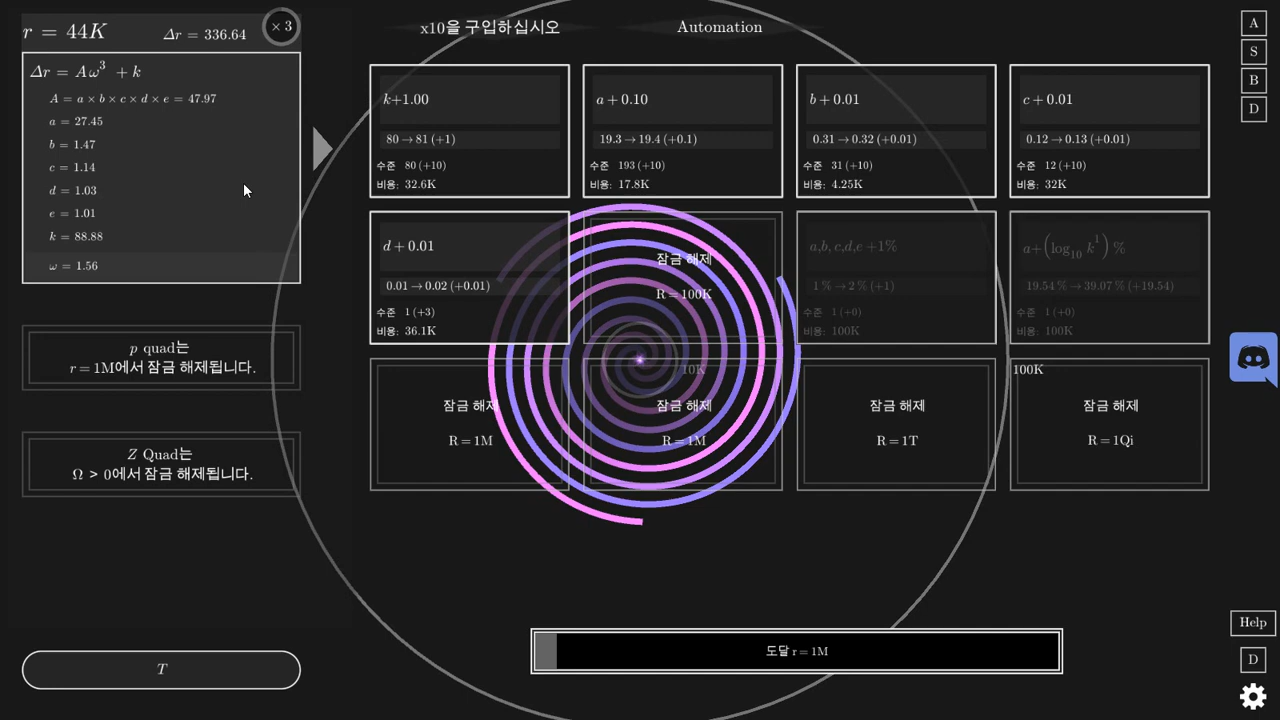 r = 44K
Δr = 336.64
× 3
Δr = Aω³ + k
A = a × b × c × d × e = 47.97
a = 27.45
b = 1.47
c = 1.14
d = 1.03
e = 1.01
k = 88.88
ω = 1.56
p quad는
r = 1M에서 잠금 해제됩니다.
Z Quad는
Ω > 0에서 잠금 해제됩니다.
T
x10을 구입하십시오
Automation
k+1.00
80 → 81 (+1)
수준 80 (+10)
비용: 32.6K
a + 0.10
19.3 → 19.4 (+0.1)
수준 193 (+10)
비용: 17.8K
b + 0.01
0.31 → 0.32 (+0.01)
수준 31 (+10)
비용: 4.25K
c + 0.01
0.12 → 0.13 (+0.01)
수준 12 (+10)
비용: 32K
d + 0.01
0.01 → 0.02 (+0.01)
수준 1 (+3)
비용: 36.1K
잠금 해제
R = 100K
a,b,c,d,e +1%
1 % → 2 % (+1)
수준 1 (+0)
비용: 100K
a+(log₁₀ k¹) %
19.54 % → 39.07 % (+19.54)
수준 1 (+0)
비용: 100K
잠금 해제
R = 1M
10K
잠금 해제
R = 1M
잠금 해제
R = 1T
100K
잠금 해제
R = 1Qi
도달 r = 1M
A
S
B
D
Help
D